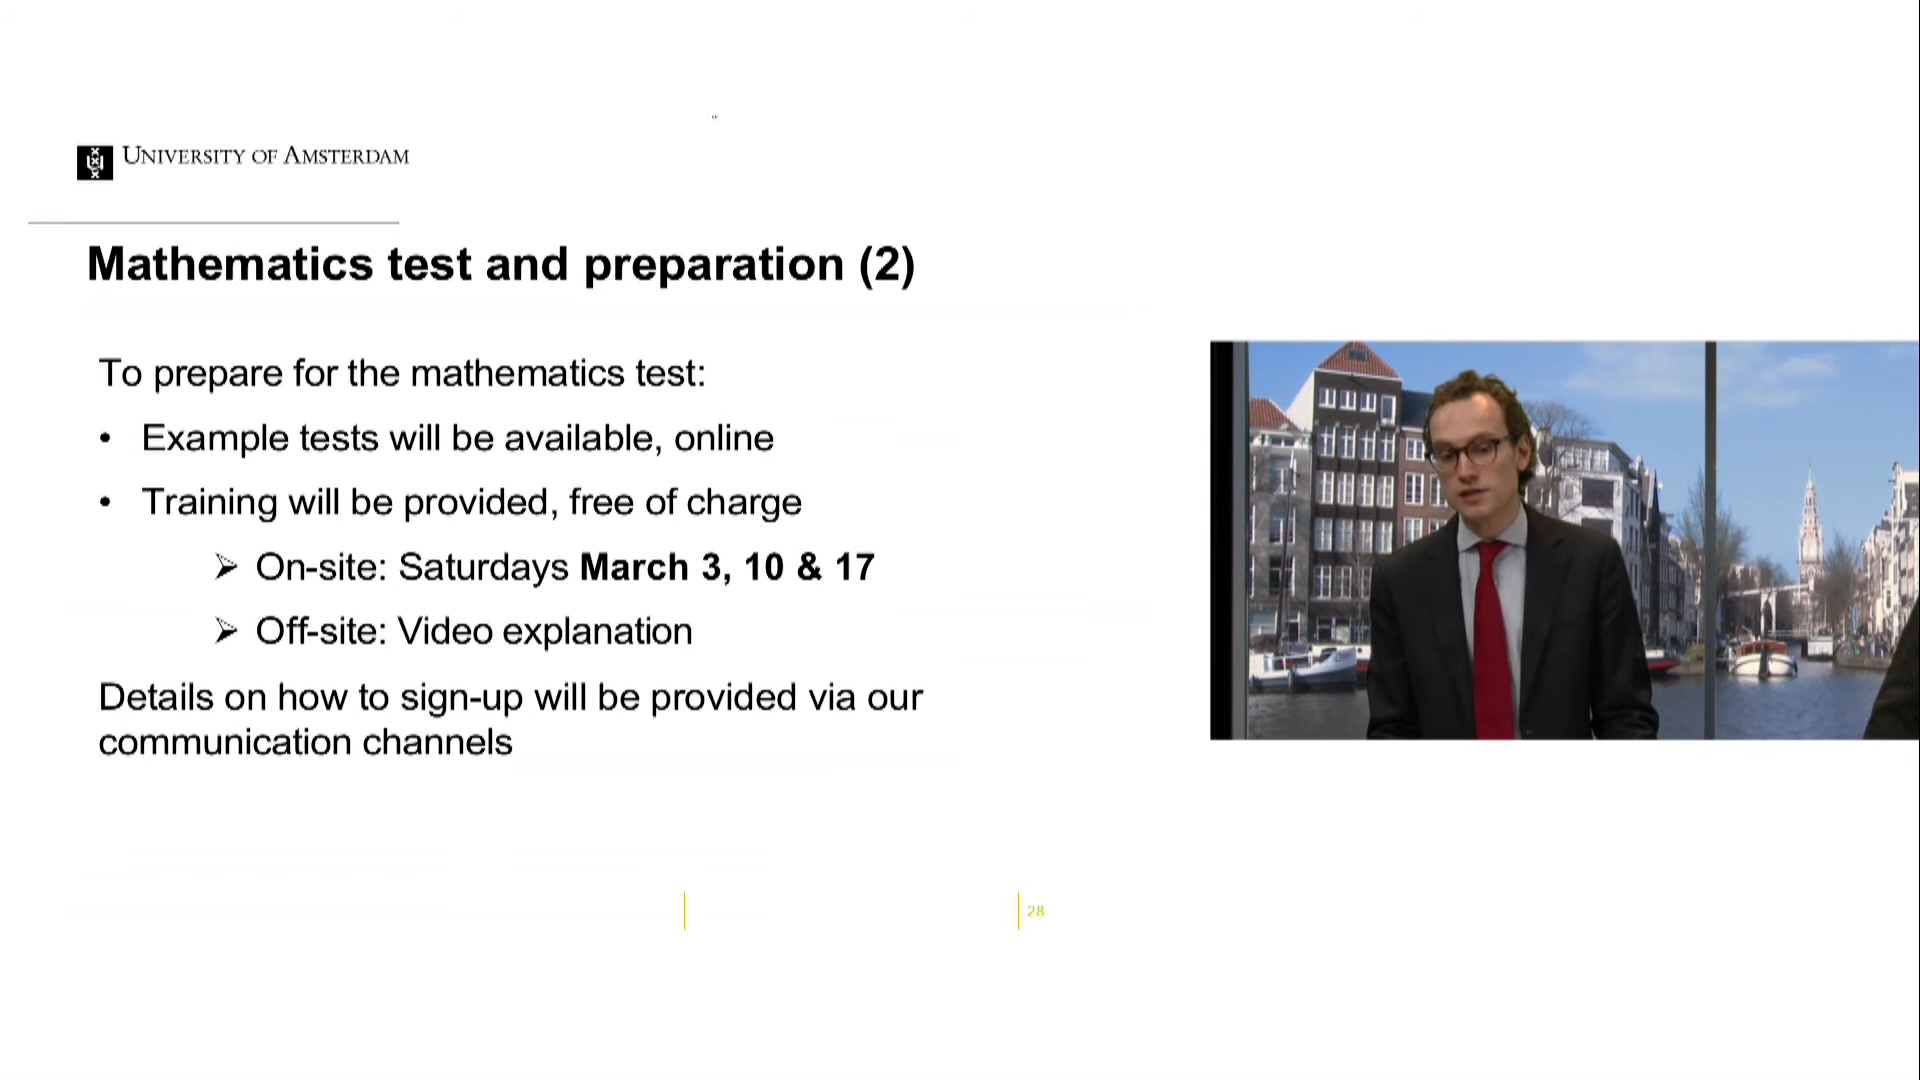 UNIVERSITY OF AMSTERDAM
Mathematics test and preparation (2)
To prepare for the mathematics test:
• Example tests will be available, online
• Training will be provided, free of charge
➢ On-site: Saturdays March 3, 10 & 17
➢ Off-site: Video explanation
Details on how to sign-up will be provided via our
communication channels
28